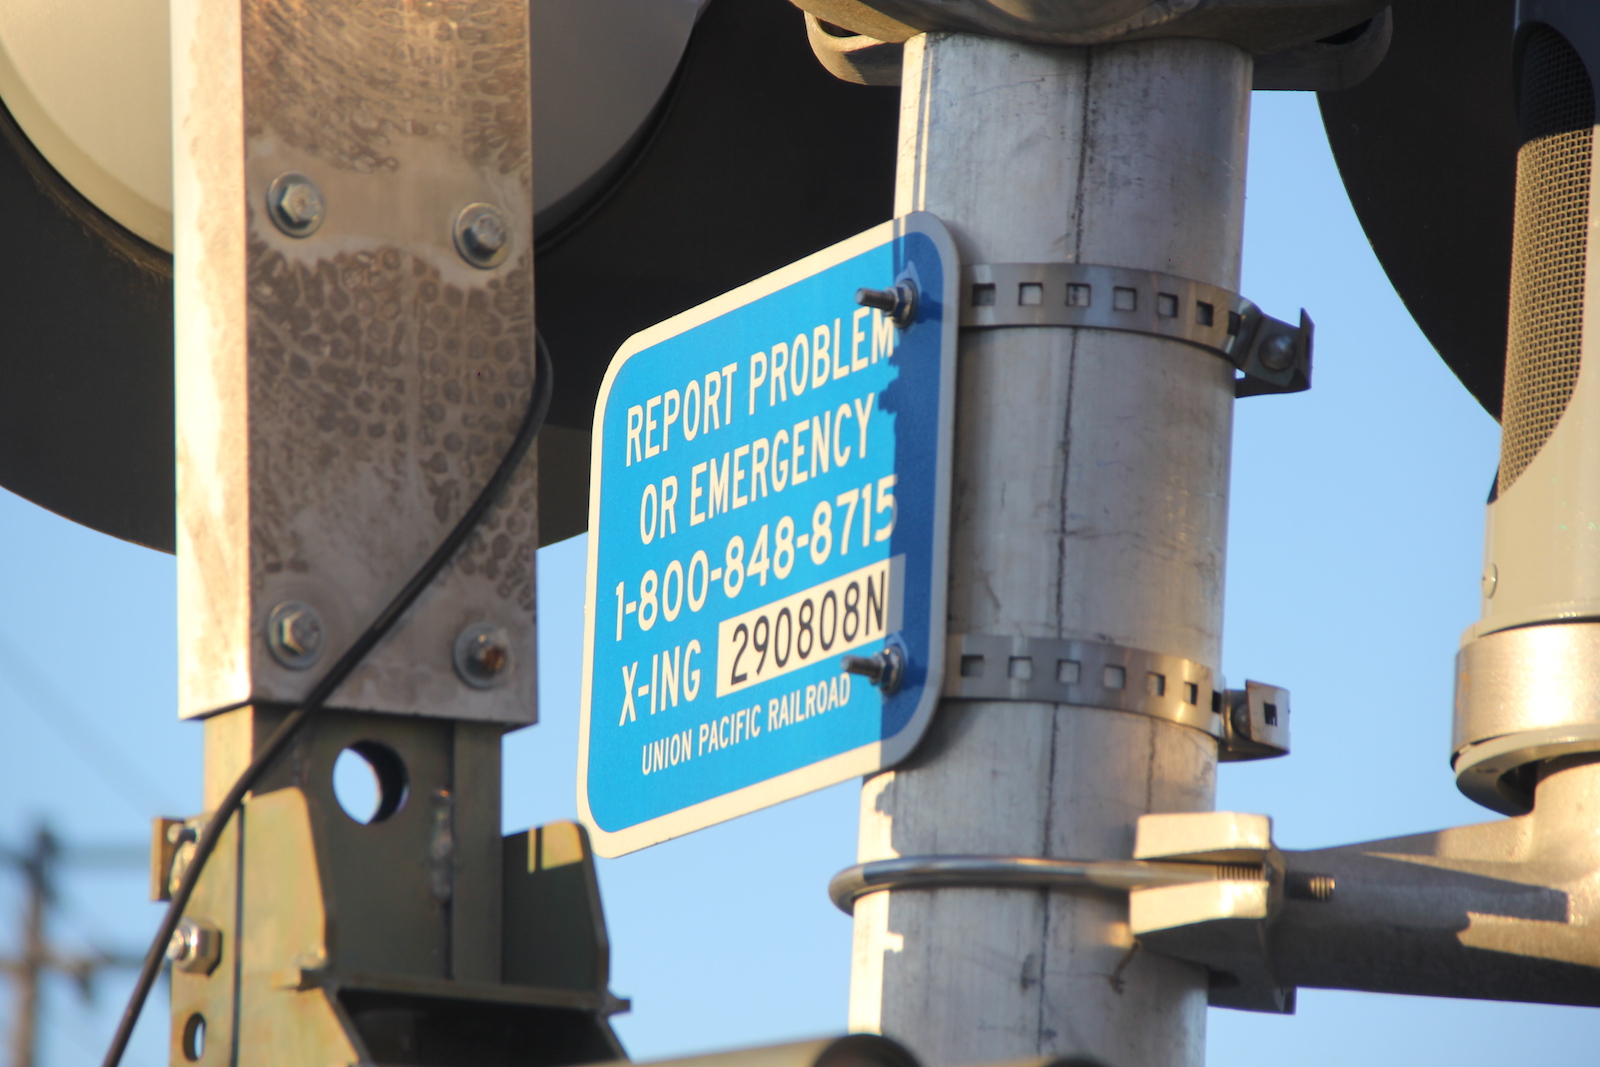 REPORT PROBLEM
OR EMERGENCY
1-800-848-8715
X-ING 290808N
UNION PACIFIC RAILROAD